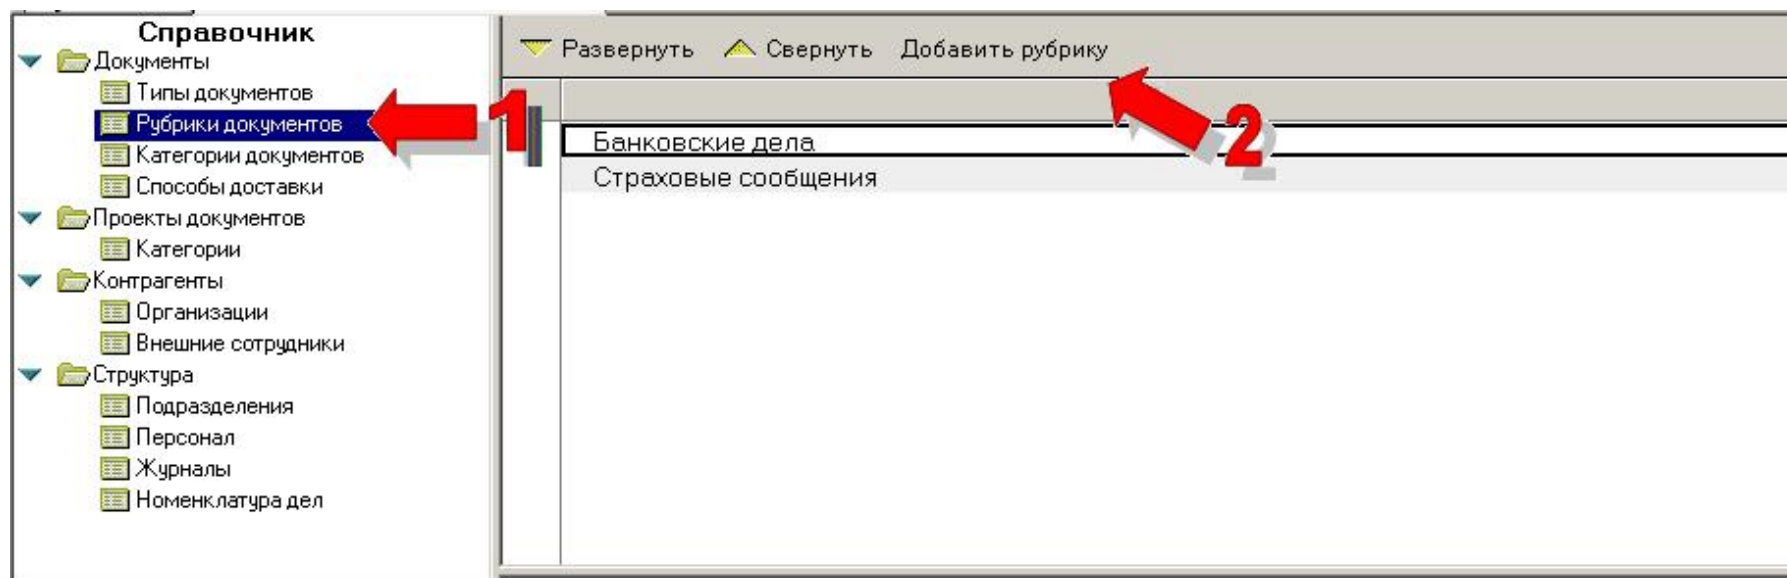 Справочник
Документы
Типы документов
Рубрики документов
Категории документов
Способы доставки
Проекты документов
Категории
Контрагенты
Организации
Внешние сотрудники
Структура
Подразделения
Персонал
Журналы
Номенклатура дел
1
Развернуть Свернуть Добавить рубрику
2
Банковские дела
Страховые сообщения